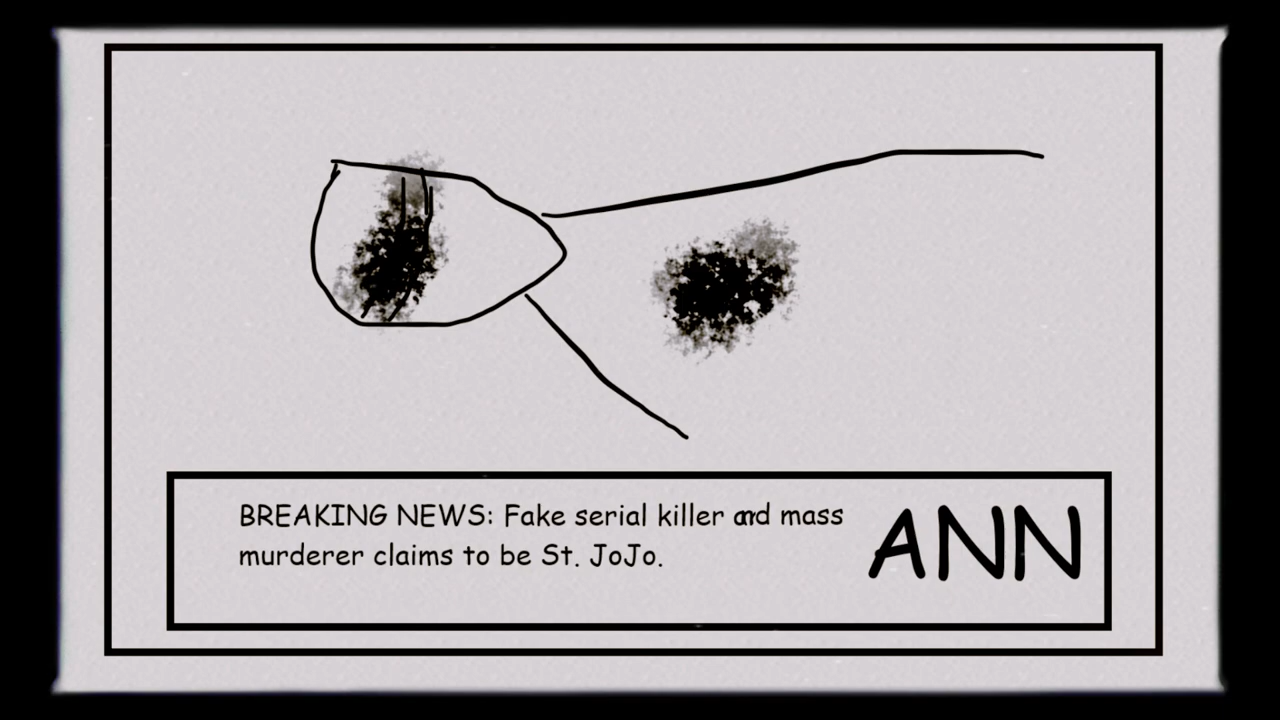 BREAKING NEWS: Fake serial killer and mass
murderer claims to be St. JoJo.
ANN